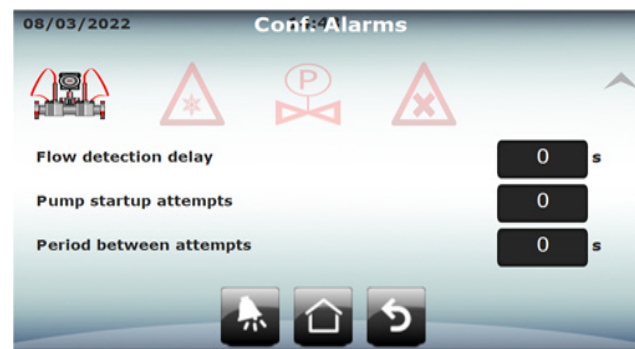 08/03/2022 Conf. Alarms
P
Flow detection delay 0 s
Pump startup attempts 0
Period between attempts 0 s